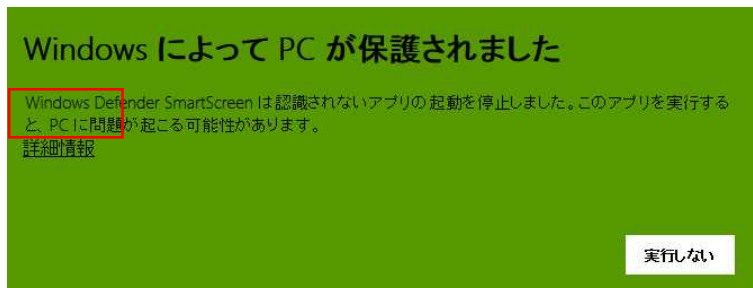 Windows によって PC が保護されました
Windows Defender SmartScreen は認識されないアプリの起動を停止しました。このアプリを実行する
と、PC に問題が起こる可能性があります。
詳細情報
実行しない